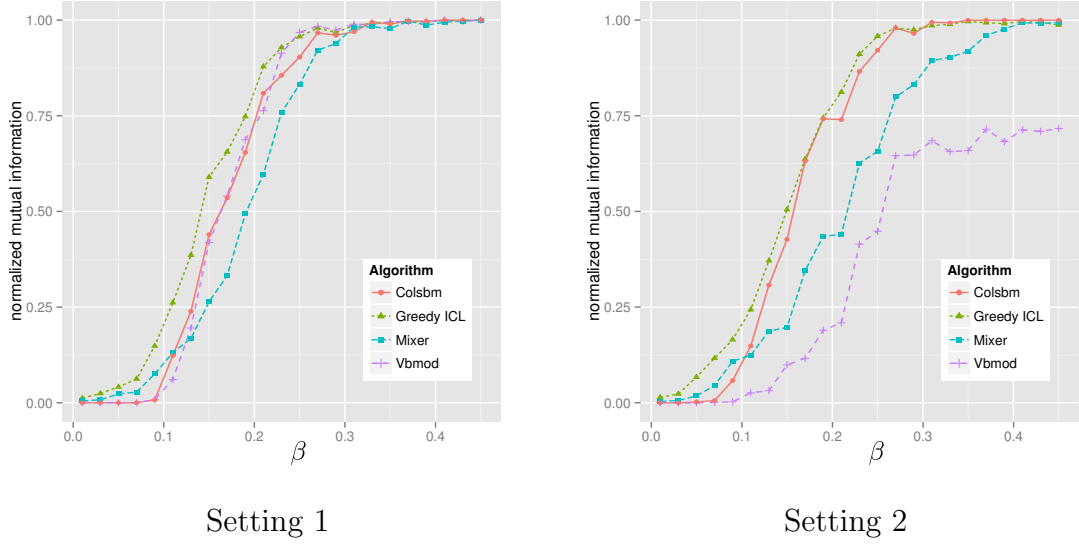 1.00
0.75
0.50
0.25
0.00
normalized mutual information
0.0
0.1
0.2
0.3
0.4
β
Algorithm
Colsbm
Greedy ICL
Mixer
Vbmod
Setting 1
1.00
0.75
0.50
0.25
0.00
normalized mutual information
0.0
0.1
0.2
0.3
0.4
β
Algorithm
Colsbm
Greedy ICL
Mixer
Vbmod
Setting 2